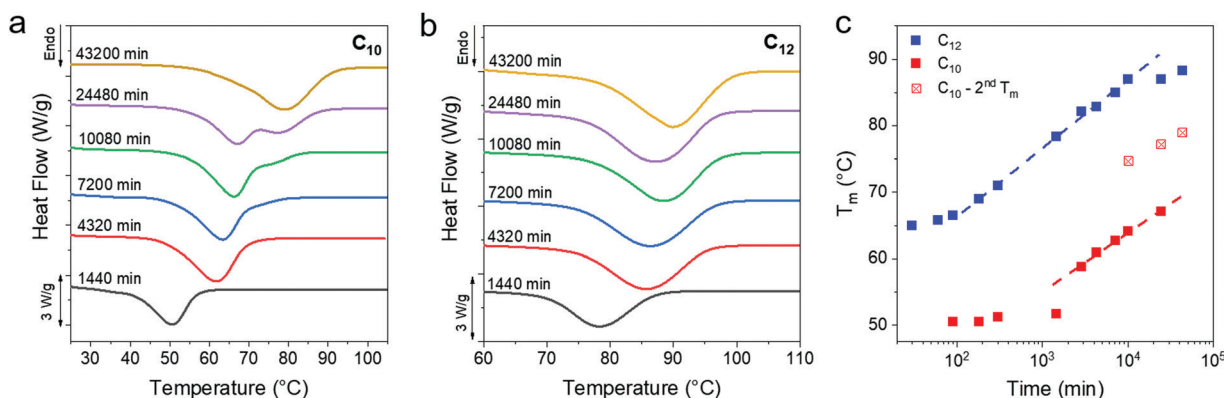 a
Endo
C₁₀
43200 min
24480 min
10080 min
7200 min
4320 min
1440 min
3 W/g
Heat Flow (W/g)
30 40 50 60 70 80 90 100
Temperature (°C)
b
Endo
C₁₂
43200 min
24480 min
10080 min
7200 min
4320 min
1440 min
3 W/g
Heat Flow (W/g)
60 70 80 90 100 110
Temperature (°C)
c
C₁₂
C₁₀
C₁₀ - 2ⁿᵈ Tₘ
90
80
70
60
50
Tₘ (°C)
10² 10³ 10⁴ 10⁵
Time (min)